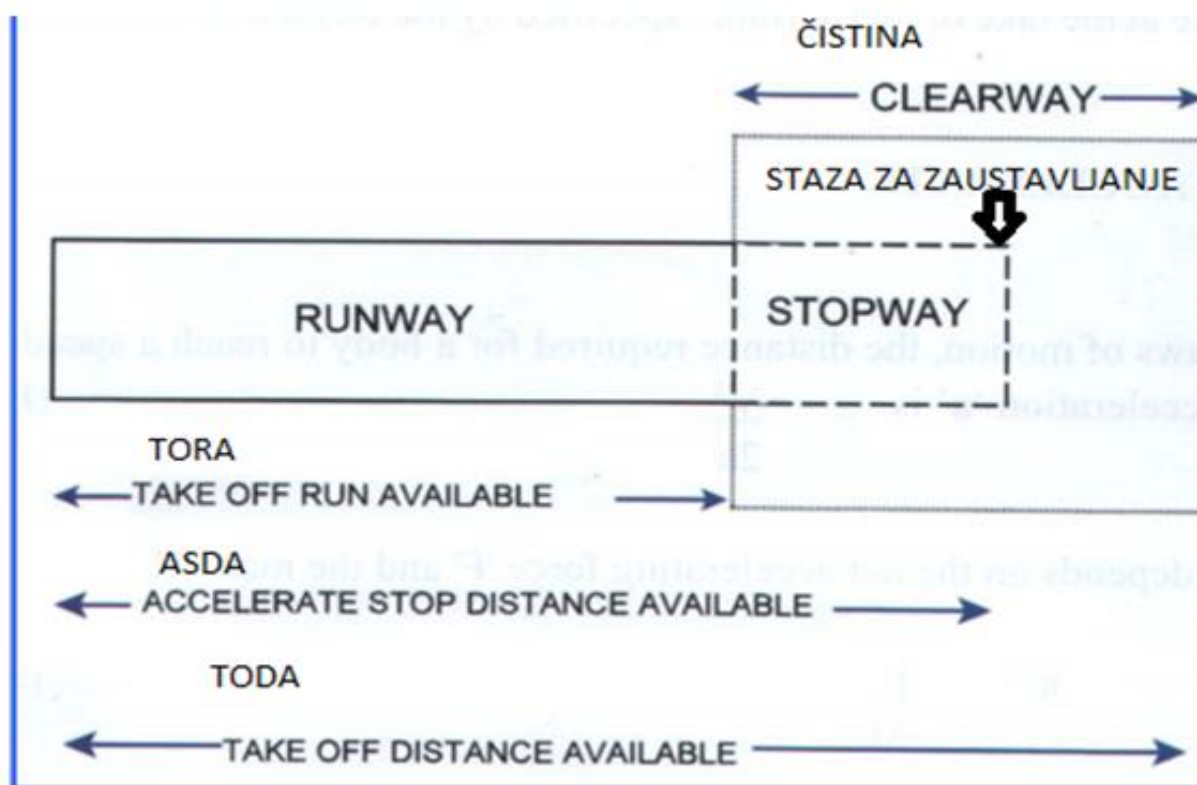 ČISTINA
CLEARWAY
STAZA ZA ZAUSTAVLJANJE
RUNWAY
STOPWAY
TORA
TAKE OFF RUN AVAILABLE
ASDA
ACCELERATE STOP DISTANCE AVAILABLE
TODA
TAKE OFF DISTANCE AVAILABLE